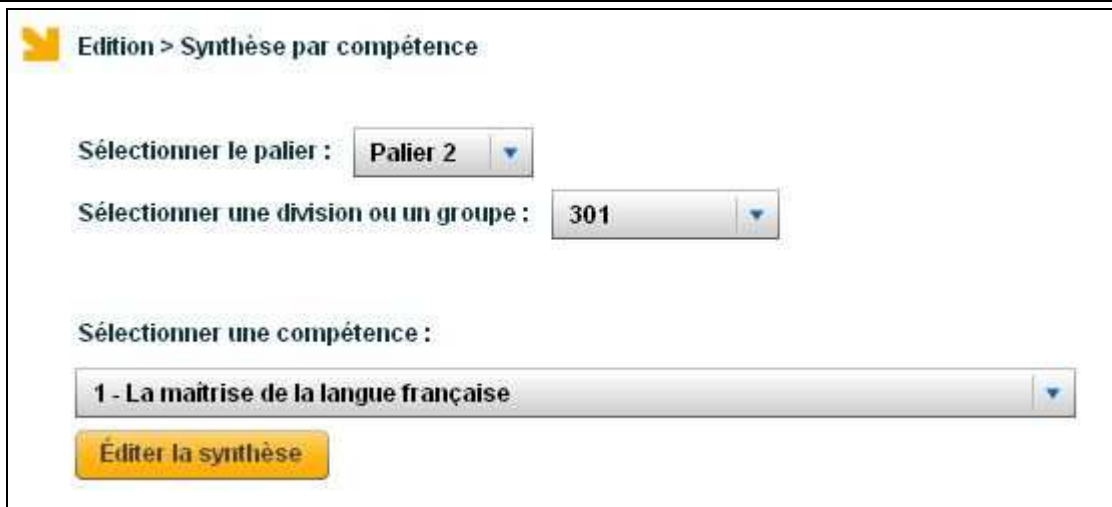 Edition > Synthèse par compétence
Sélectionner le palier : Palier 2
Sélectionner une division ou un groupe : 301
Sélectionner une compétence :
1 - La maîtrise de la langue française
Éditer la synthèse